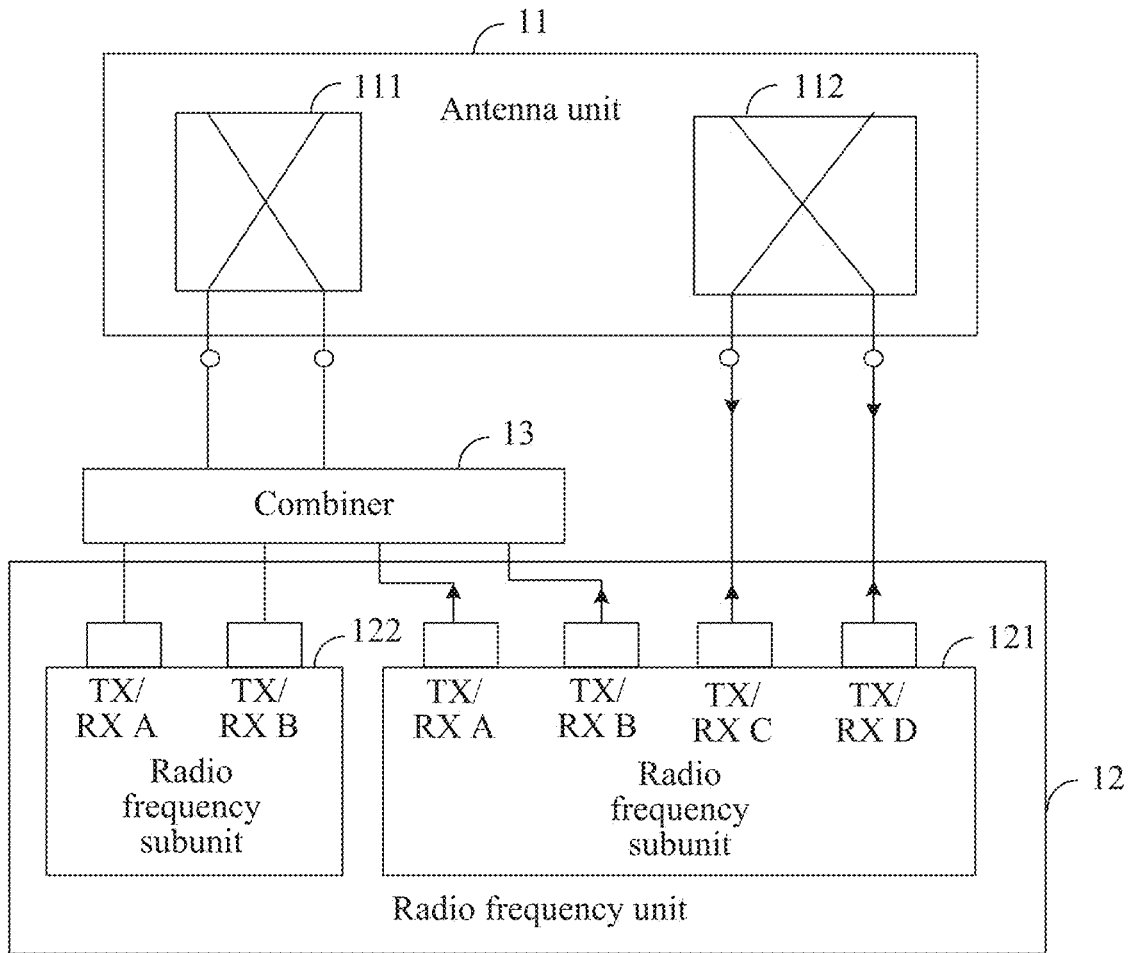 11
111
Antenna unit
112
13
Combiner
122
121
TX/
RX A
TX/
RX B
TX/
RX A
TX/
RX B
TX/
RX C
TX/
RX D
Radio
frequency
subunit
Radio
frequency
subunit
12
Radio frequency unit